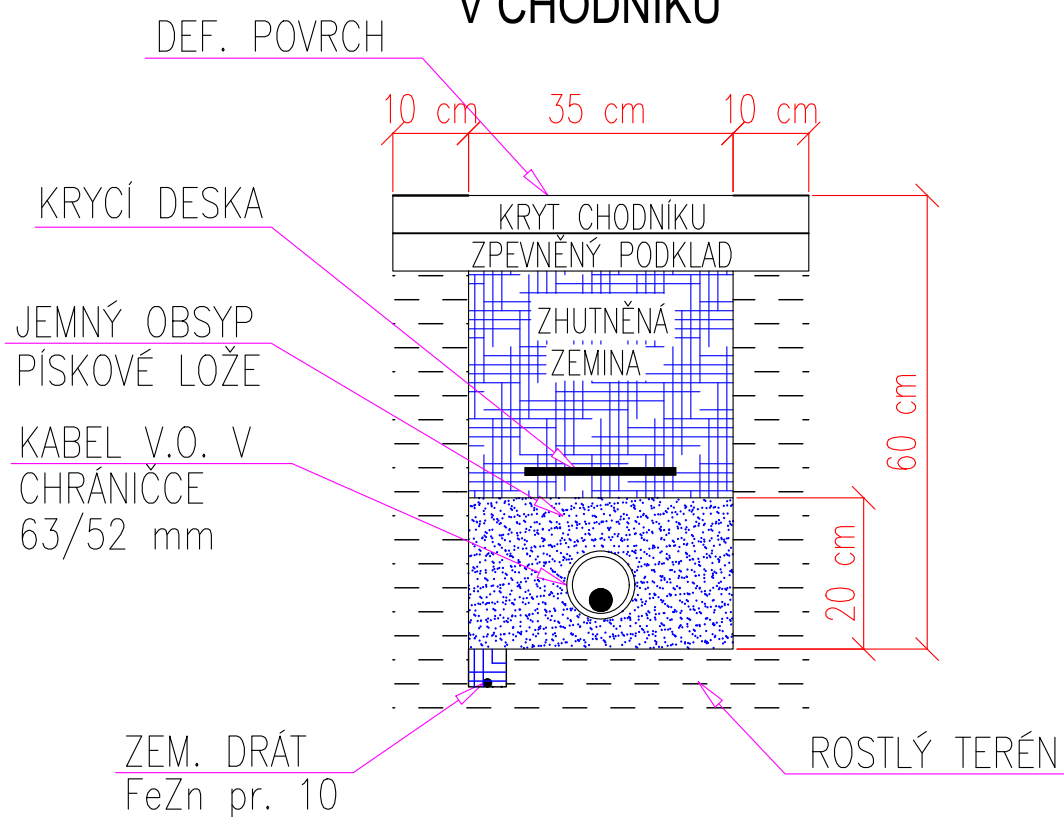 V CHODNÍKU
DEF. POVRCH
10 cm 35 cm 10 cm
KRYCÍ DESKA
KRYT CHODNÍKU
ZPEVNĚNÝ PODKLAD
JEMNÝ OBSYP
PÍSKOVÉ LOŽE
ZHUTNĚNÁ
ZEMINA
60 cm
KABEL V.O. V
CHRÁNIČCE
63/52 mm
20 cm
ZEM. DRÁT
FeZn pr. 10
ROSTLÝ TERÉN